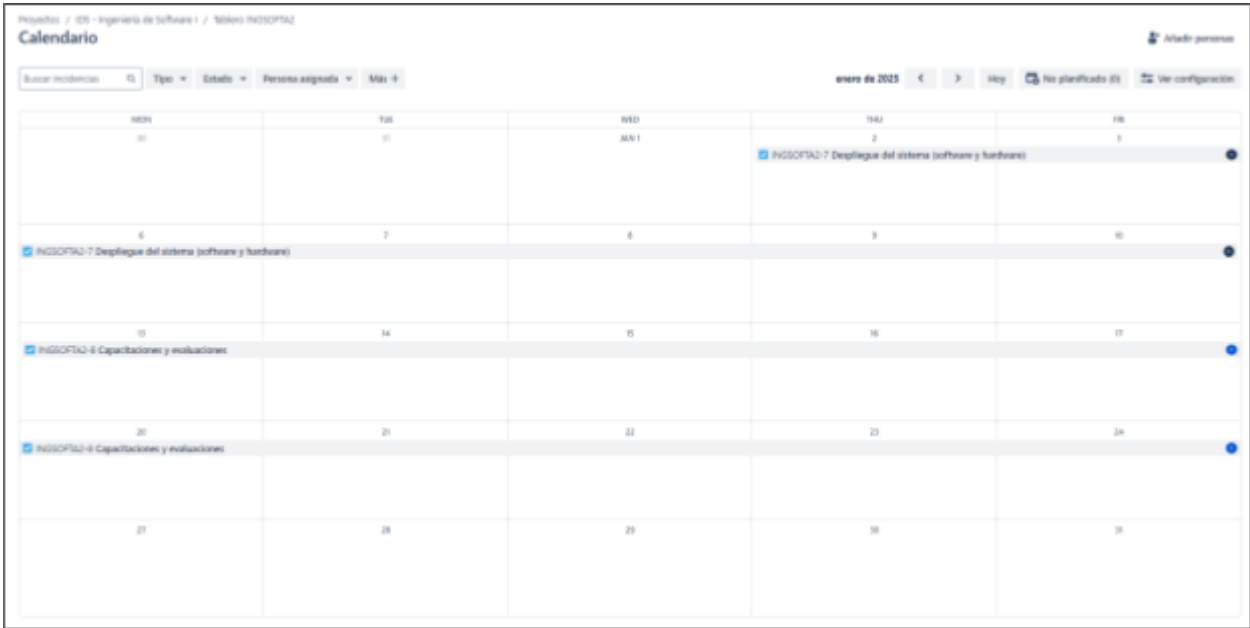 Proyectos / IDS - Ingeniería de Software I / Tablero INGSOFTA2
Calendario
Añadir personas
Buscar incidencias Tipo Estado Persona asignada Más +
enero de 2025 < > Hoy No planificado (0) Ver configuración
MON TUE WED THU FRI
30 31 JAN 1 2 3
INGSOFTA2-7 Despliegue del sistema (software y hardware)
6 7 8 9 10
INGSOFTA2-7 Despliegue del sistema (software y hardware)
13 14 15 16 17
INGSOFTA2-8 Capacitaciones y evaluaciones
20 21 22 23 24
INGSOFTA2-8 Capacitaciones y evaluaciones
27 28 29 30 31